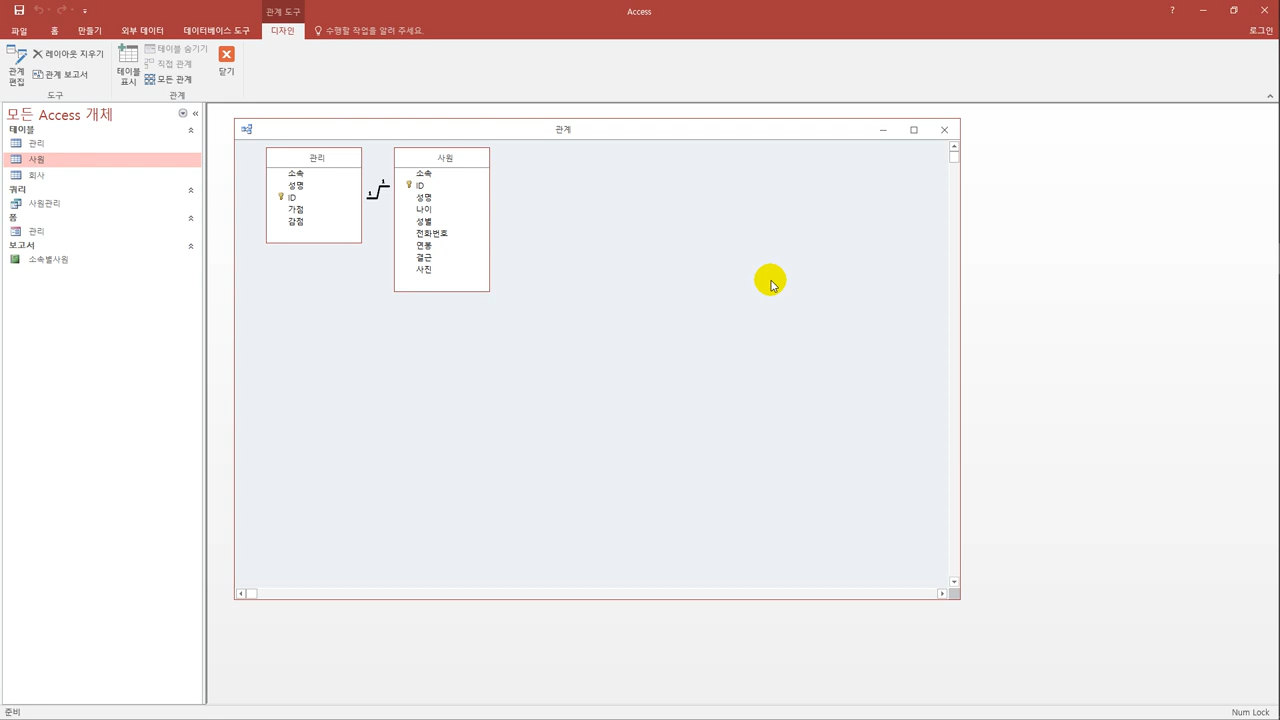 관계 도구
Access
?
파일
홈
만들기
외부 데이터
데이터베이스 도구
디자인
수행할 작업을 알려 주세요.
로그인
관계
편집
레이아웃 지우기
관계 보고서
도구
테이블
표시
테이블 숨기기
직접 관계
모든 관계
관계
닫기
모든 Access 개체
테이블
관리
사원
회사
쿼리
사원관리
폼
관리
보고서
소속별사원
관계
관리
소속
성명
ID
가점
감점
1
1
사원
소속
ID
성명
나이
성별
전화번호
연봉
결근
사진
준비
Num Lock